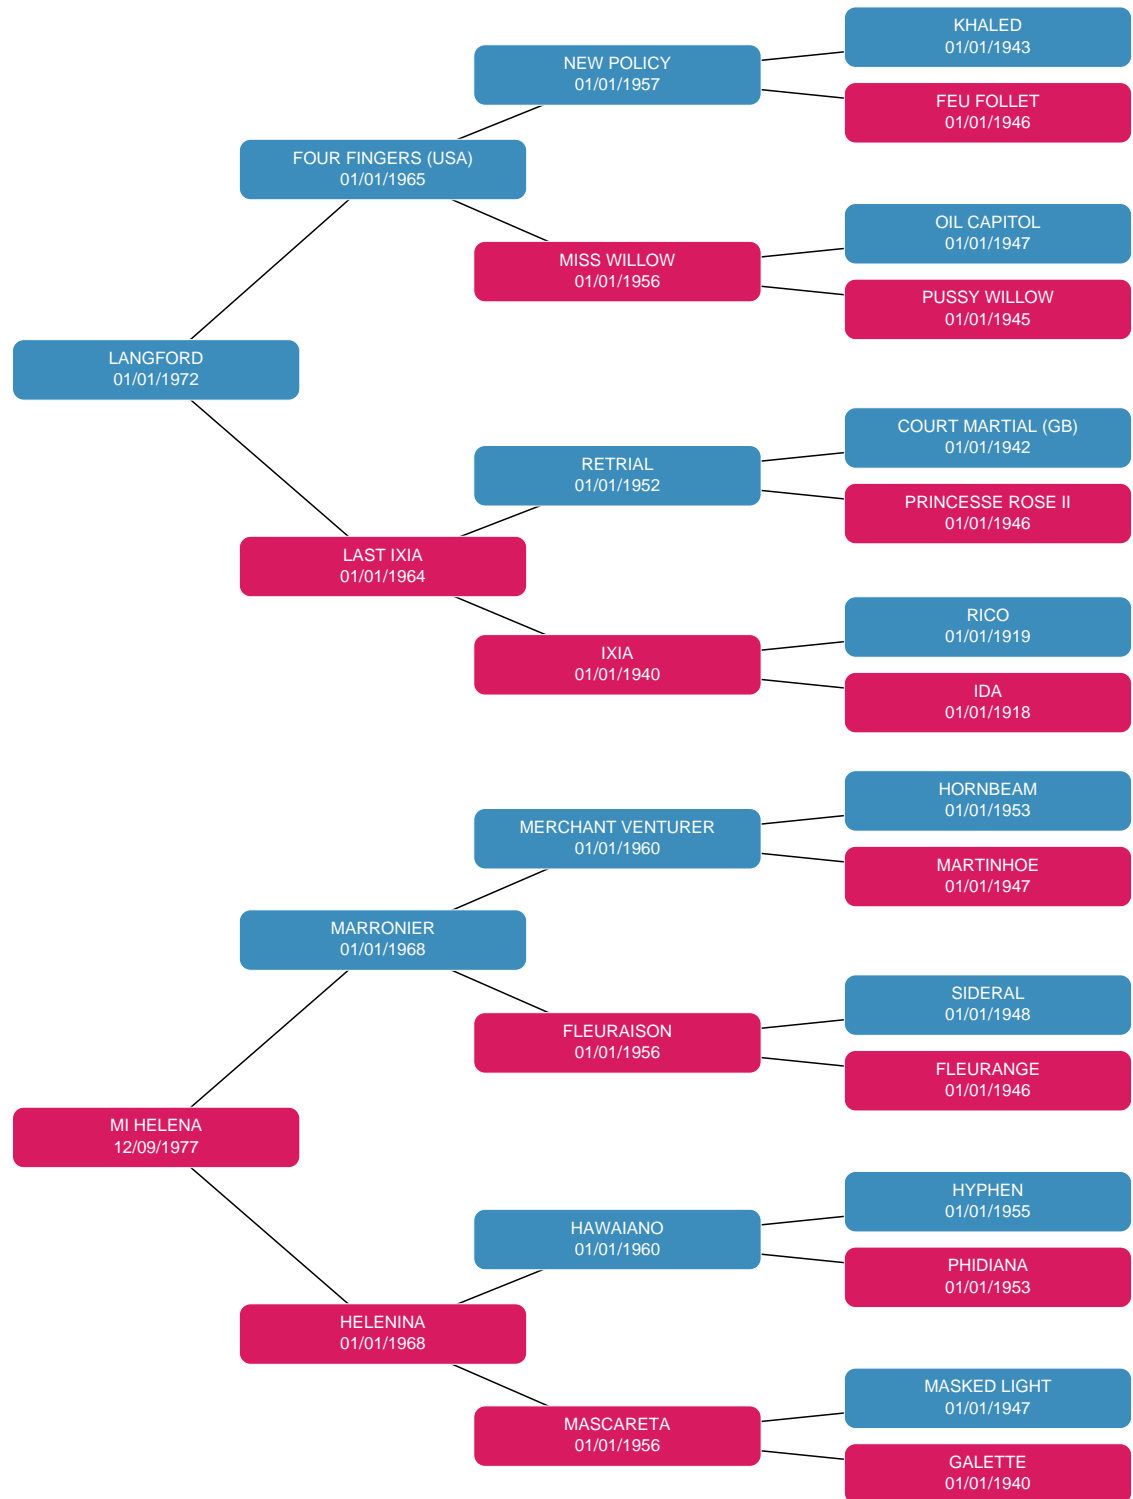 KHALED
01/01/1943
NEW POLICY
01/01/1957
FEU FOLLET
01/01/1946
FOUR FINGERS (USA)
01/01/1965
OIL CAPITOL
01/01/1947
MISS WILLOW
01/01/1956
PUSSY WILLOW
01/01/1945
LANGFORD
01/01/1972
COURT MARTIAL (GB)
01/01/1942
RETRIAL
01/01/1952
PRINCESSE ROSE II
01/01/1946
LAST IXIA
01/01/1964
RICO
01/01/1919
IXIA
01/01/1940
IDA
01/01/1918
HORNBEAM
01/01/1953
MERCHANT VENTURER
01/01/1960
MARTINHOE
01/01/1947
MARRONIER
01/01/1968
SIDERAL
01/01/1948
FLEURAISON
01/01/1956
FLEURANGE
01/01/1946
MI HELENA
12/09/1977
HYPHEN
01/01/1955
HAWAIANO
01/01/1960
PHIDIANA
01/01/1953
HELENINA
01/01/1968
MASKED LIGHT
01/01/1947
MASCARETA
01/01/1956
GALETTE
01/01/1940